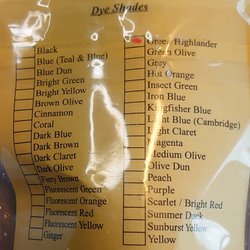 Dye Shades
Black
Blue (Teal & Blue)
Blue Dun
Bright Green
Bright Yellow
Brown Olive
Cinnamon
Coral
Dark Blue
Dark Brown
Dark Claret
Dark Olive
Fiery Brown
Fluorescent Green
Fluorescent Orange
Fluorescent Red
Fluorescent Yellow
Ginger
Green Highlander
Green Olive
Grey
Hot Orange
Insect Green
Iron Blue
Kingfisher Blue
Light Blue (Cambridge)
Light Claret
Magenta
Medium Olive
Olive Dun
Peach
Purple
Scarlet / Bright Red
Summer Duck
Sunburst Yellow
Yellow